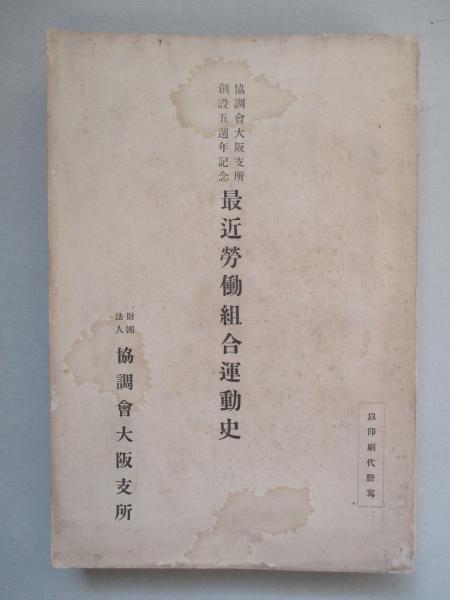 協調會大阪支所
創設五週年記念
最近勞働組合運動史
財團
法人
協調會大阪支所
以印刷代謄寫